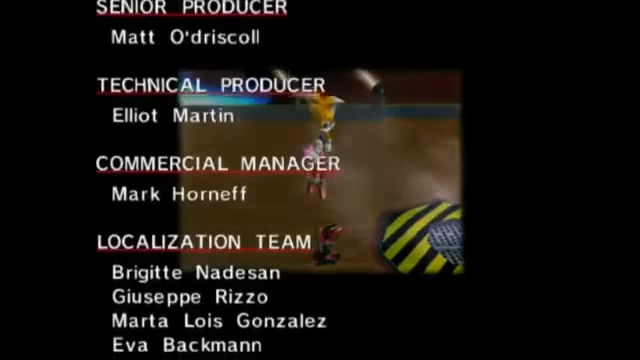 SENIOR PRODUCER
Matt O'driscoll
TECHNICAL PRODUCER
Elliot Martin
COMMERCIAL MANAGER
Mark Horneff
LOCALIZATION TEAM
Brigitte Nadesan
Giuseppe Rizzo
Marta Lois Gonzalez
Eva Backmann